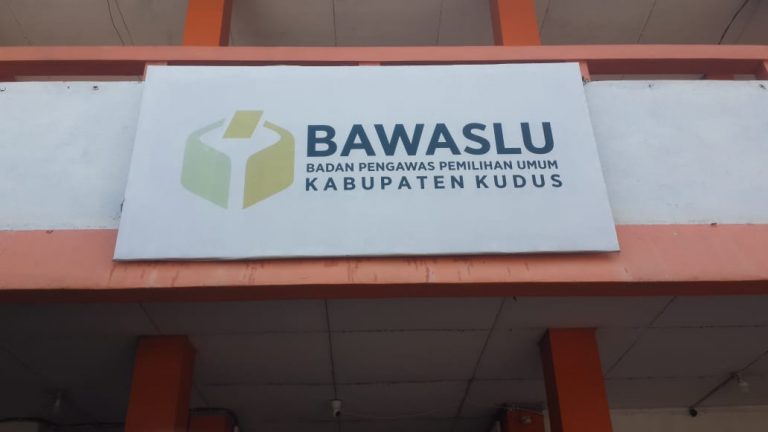 BAWASLU
BADAN PENGAWAS PEMILIHAN UMUM
KABUPATEN KUDUS